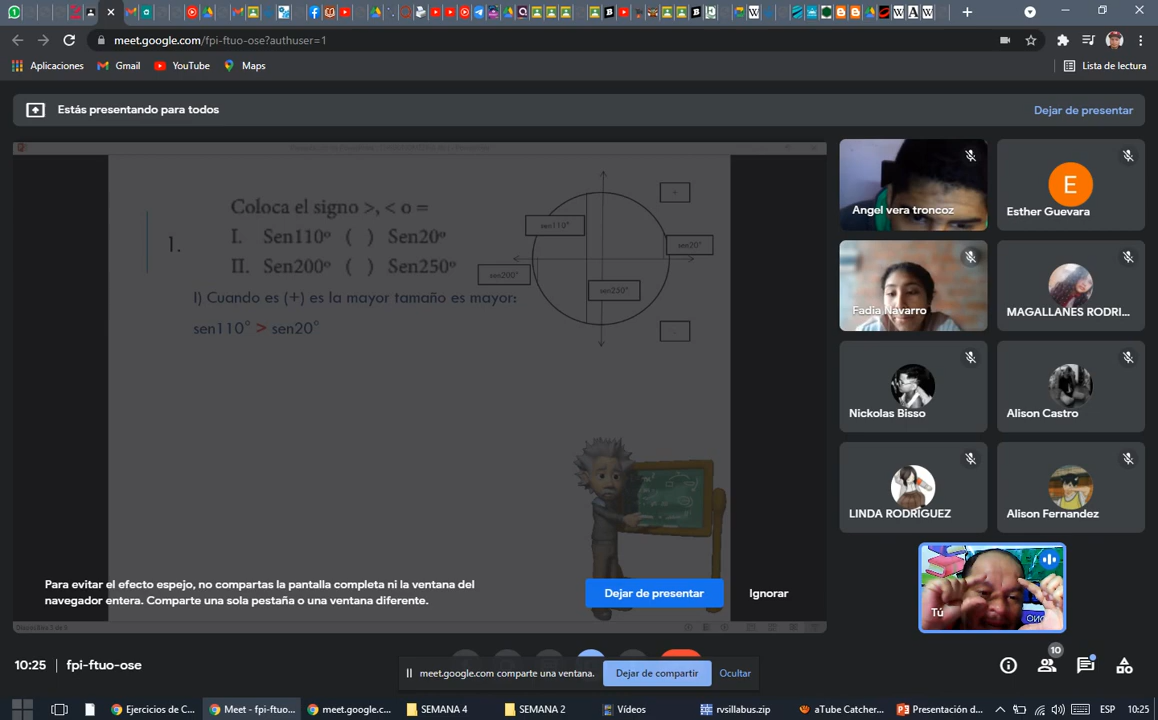 meet.google.com/fpi-ftuo-ose?authuser=1
Aplicaciones
Gmail
YouTube
Maps
Lista de lectura
Estás presentando para todos
Dejar de presentar
Coloca el signo >, < o =
1.
I. Sen110° ( ) Sen20°
II. Sen200° ( ) Sen250°
I) Cuando es (+) es la mayor tamaño es mayor:
sen110° > sen20°
+
sen110°
sen20°
sen200°
sen250°
-
Angel vera troncoz
E
Esther Guevara
Fadia Navarro
MAGALLANES RODRI...
Nickolas Bisso
Alison Castro
LINDA RODRÍGUEZ
Alison Fernandez
Tú
Para evitar el efecto espejo, no compartas la pantalla completa ni la ventana del
navegador entera. Comparte una sola pestaña o una ventana diferente.
Dejar de presentar
Ignorar
10:25
fpi-ftuo-ose
10
meet.google.com comparte una ventana.
Dejar de compartir
Ocultar
Ejercicios de C...
Meet - fpi-ftuo...
meet.google.c...
SEMANA 4
SEMANA 2
Vídeos
rvsillabus.zip
aTube Catcher...
Presentación d...
ESP
10:25